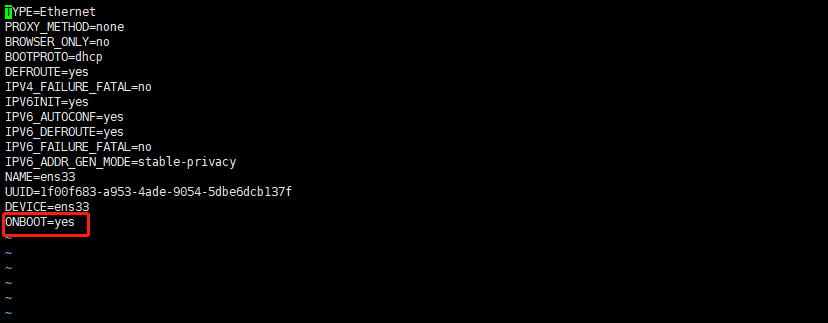 TYPE=Ethernet
PROXY_METHOD=none
BROWSER_ONLY=no
BOOTPROTO=dhcp
DEFROUTE=yes
IPV4_FAILURE_FATAL=no
IPV6INIT=yes
IPV6_AUTOCONF=yes
IPV6_DEFROUTE=yes
IPV6_FAILURE_FATAL=no
IPV6_ADDR_GEN_MODE=stable-privacy
NAME=ens33
UUID=1f00f683-a953-4ade-9054-5dbe6dcb137f
DEVICE=ens33
ONBOOT=yes
~
~
~
~
~
~